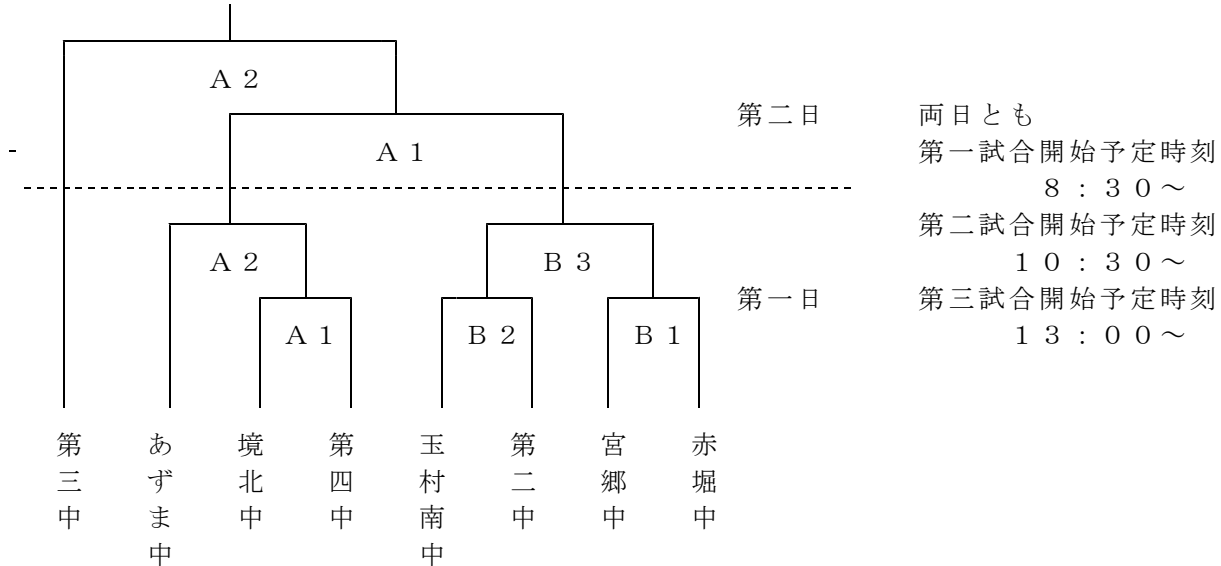 A 2
第二日
両日とも
A 1
第一試合開始予定時刻
8:30～
第二試合開始予定時刻
A 2
B 3
10:30～
第一日
第三試合開始予定時刻
A 1
B 2
B 1
13:00～
第三中
あずま中
境北中
第四中
玉村南中
第二中
宮郷中
赤堀中